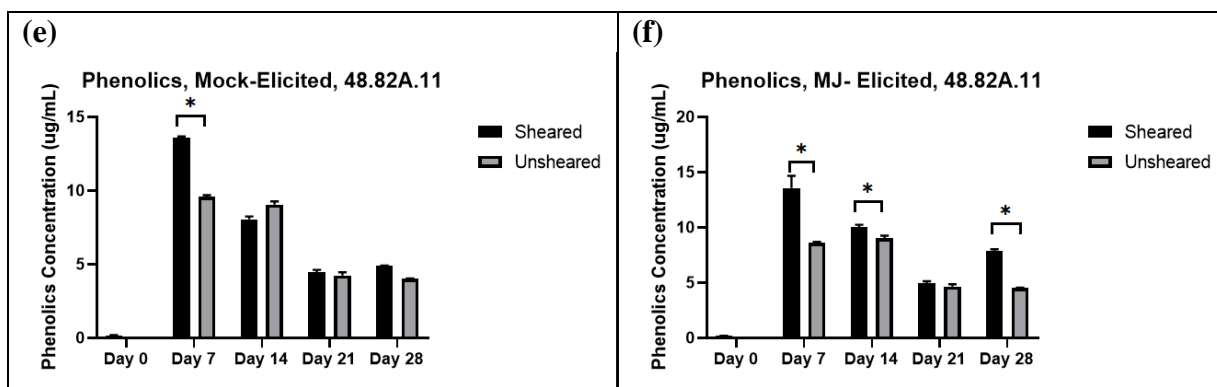 (e)
Phenolics, Mock-Elicited, 48.82A.11
Phenolics Concentration (ug/mL)
15
10
5
0
*
Day 0 Day 7 Day 14 Day 21 Day 28
Sheared
Unsheared
(f)
Phenolics, MJ- Elicited, 48.82A.11
Phenolics Concentration (ug/mL)
20
15
10
5
0
*
*
*
Day 0 Day 7 Day 14 Day 21 Day 28
Sheared
Unsheared